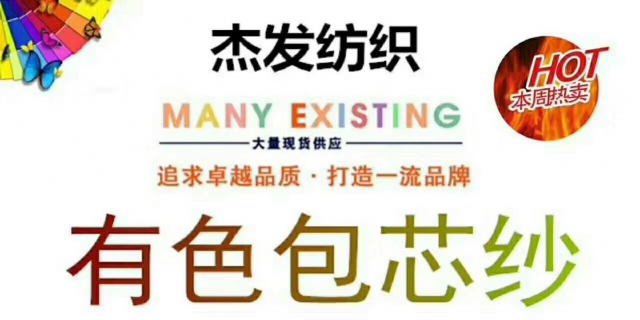 杰发纺织
HOT
本周热卖
MANY EXISTING
大量现货供应
追求卓越品质·打造一流品牌
有色包芯纱